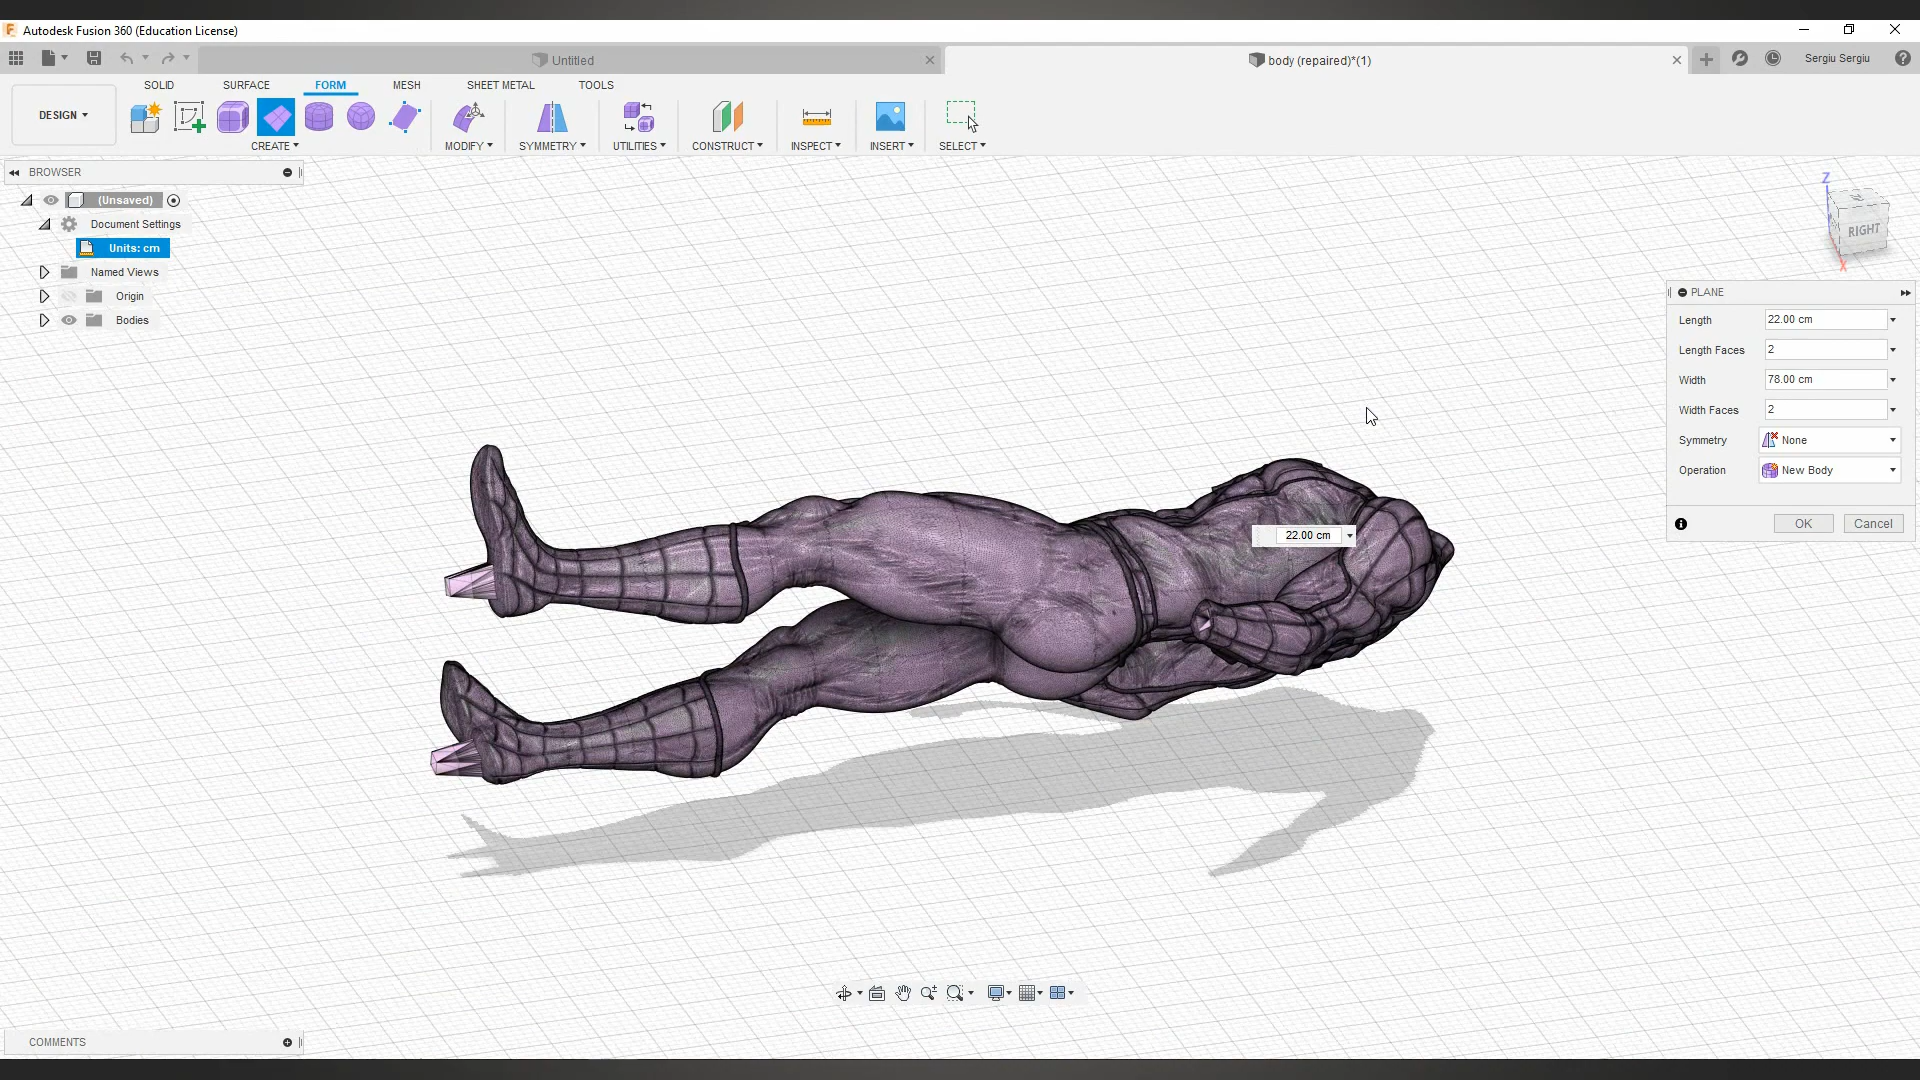 Autodesk Fusion 360 (Education License)
Untitled
body (repaired)*(1)
Sergiu Sergiu
DESIGN
SOLID SURFACE FORM MESH SHEET METAL TOOLS
CREATE MODIFY SYMMETRY UTILITIES CONSTRUCT INSPECT INSERT SELECT
BROWSER
(Unsaved)
Document Settings
Units: cm
Named Views
Origin
Bodies
Z
RIGHT
X
PLANE
Length 22.00 cm
Length Faces 2
Width 78.00 cm
Width Faces 2
Symmetry None
Operation New Body
OK Cancel
22.00 cm
COMMENTS